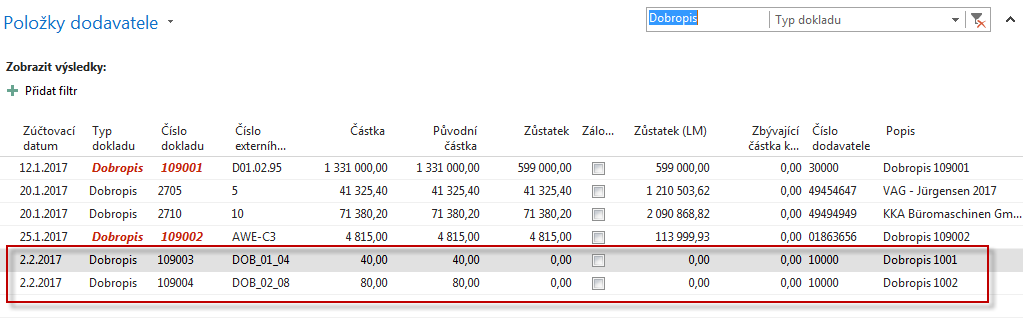 Položky dodavatele
Dobropis Typ dokladu
Zobrazit výsledky:
Přidat filtr
Zúčtovací datum Typ dokladu Číslo dokladu Číslo externíh... Částka Původní částka Zůstatek Zálo... Zůstatek (LM) Zbývající částka k... Číslo dodavatele Popis
12.1.2017 Dobropis 109001 D01.02.95 1 331 000,00 1 331 000,00 599 000,00 599 000,00 0,00 30000 Dobropis 109001
20.1.2017 Dobropis 2705 5 41 325,40 41 325,40 41 325,40 1 210 503,62 0,00 49454647 VAG - Jürgensen 2017
20.1.2017 Dobropis 2710 10 71 380,20 71 380,20 71 380,20 2 090 868,82 0,00 49494949 KKA Büromaschinen Gm...
25.1.2017 Dobropis 109002 AWE-C3 4 815,00 4 815,00 4 815,00 113 999,93 0,00 01863656 Dobropis 109002
2.2.2017 Dobropis 109003 DOB_01_04 40,00 40,00 0,00 0,00 0,00 10000 Dobropis 1001
2.2.2017 Dobropis 109004 DOB_02_08 80,00 80,00 0,00 0,00 0,00 10000 Dobropis 1002